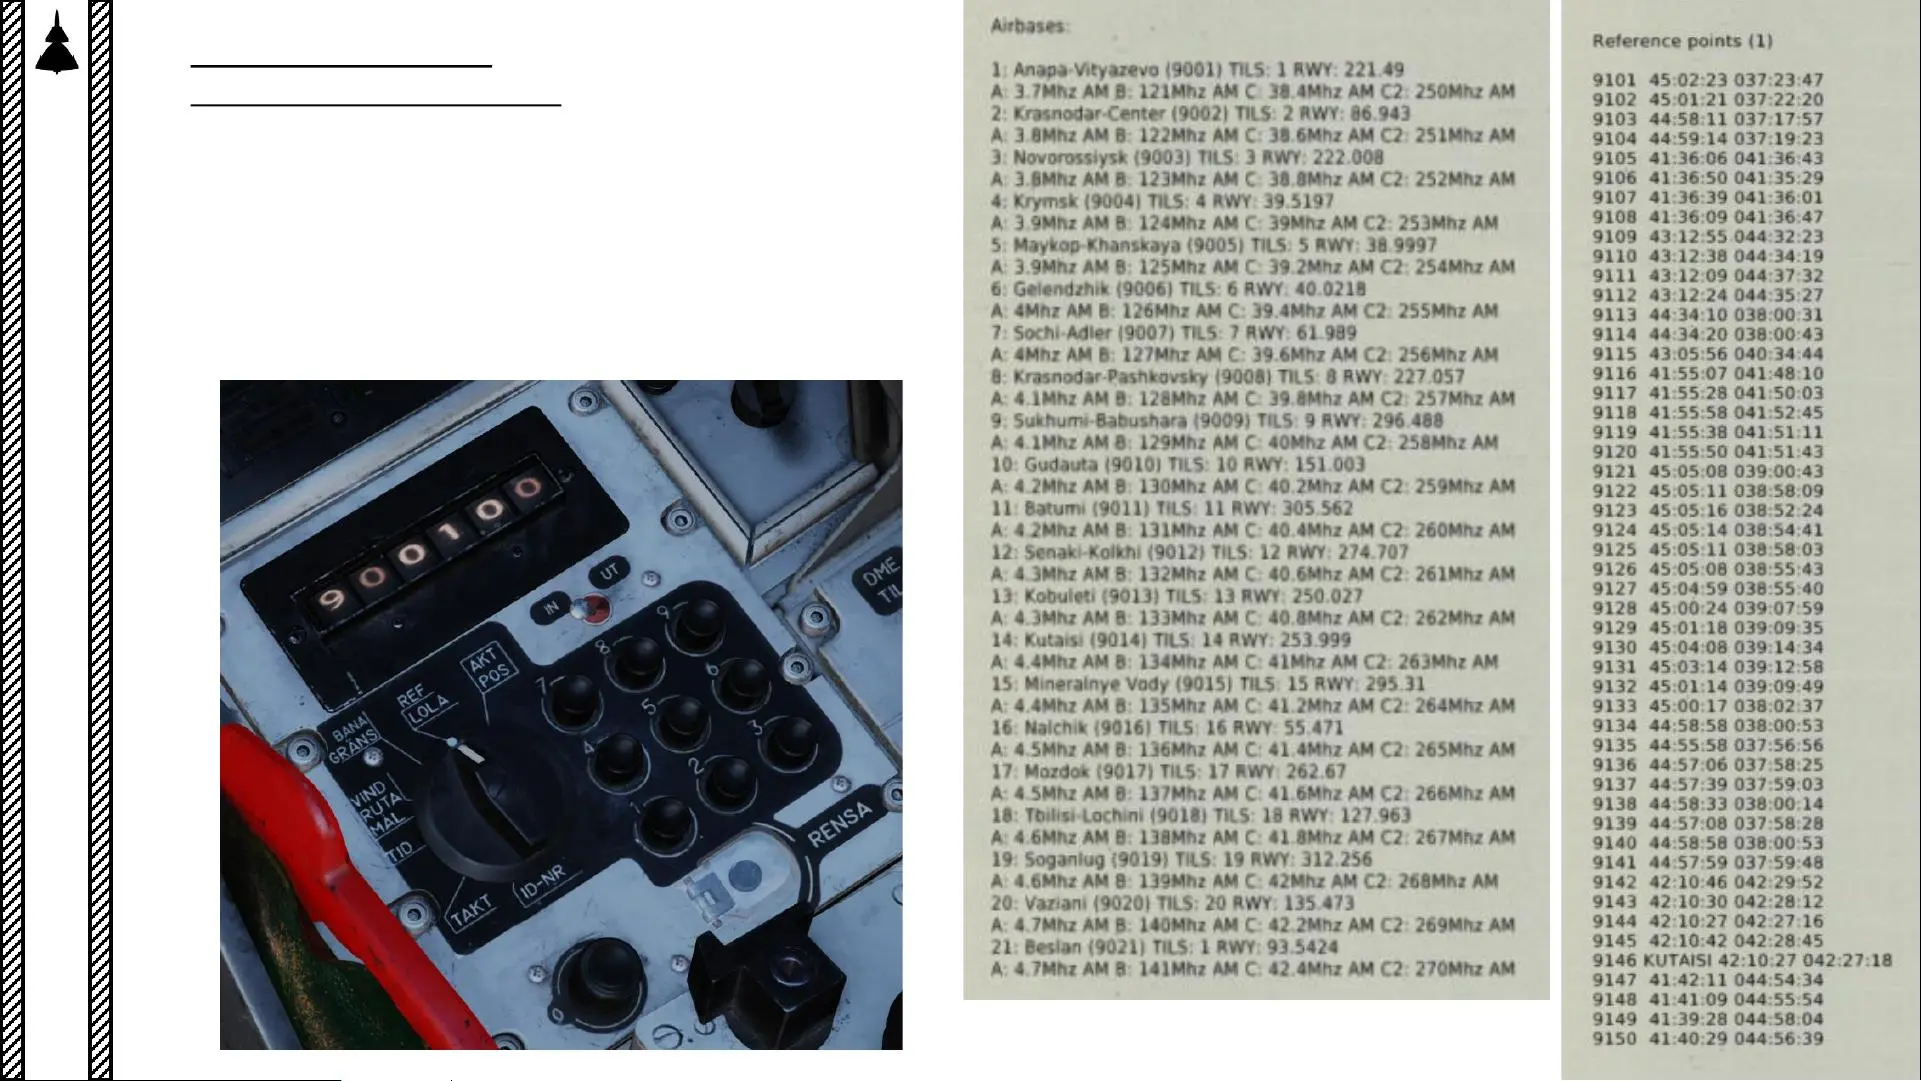 900100
UT
IN
DME
AKT
POS
REF
LOLA
BANA
GRÄNS
VIND
RUTA
MÅL
TID
TAKT
ID-NR
9
8
7
6
5
4
3
2
1
0
RENSA
Airbases:
1: Anapa-Vityazevo (9001) TILS: 1 RWY: 221.49
A: 3.7Mhz AM B: 121Mhz AM C: 38.4Mhz AM C2: 250Mhz AM
2: Krasnodar-Center (9002) TILS: 2 RWY: 86.943
A: 3.8Mhz AM B: 122Mhz AM C: 38.6Mhz AM C2: 251Mhz AM
3: Novorossiysk (9003) TILS: 3 RWY: 222.008
A: 3.8Mhz AM B: 123Mhz AM C: 38.8Mhz AM C2: 252Mhz AM
4: Krymsk (9004) TILS: 4 RWY: 39.5197
A: 3.9Mhz AM B: 124Mhz AM C: 39Mhz AM C2: 253Mhz AM
5: Maykop-Khanskaya (9005) TILS: 5 RWY: 38.9997
A: 3.9Mhz AM B: 125Mhz AM C: 39.2Mhz AM C2: 254Mhz AM
6: Gelendzhik (9006) TILS: 6 RWY: 40.0218
A: 4Mhz AM B: 126Mhz AM C: 39.4Mhz AM C2: 255Mhz AM
7: Sochi-Adler (9007) TILS: 7 RWY: 61.989
A: 4Mhz AM B: 127Mhz AM C: 39.6Mhz AM C2: 256Mhz AM
8: Krasnodar-Pashkovsky (9008) TILS: 8 RWY: 227.057
A: 4.1Mhz AM B: 128Mhz AM C: 39.8Mhz AM C2: 257Mhz AM
9: Sukhumi-Babushara (9009) TILS: 9 RWY: 296.488
A: 4.1Mhz AM B: 129Mhz AM C: 40Mhz AM C2: 258Mhz AM
10: Gudauta (9010) TILS: 10 RWY: 151.003
A: 4.2Mhz AM B: 130Mhz AM C: 40.2Mhz AM C2: 259Mhz AM
11: Batumi (9011) TILS: 11 RWY: 305.562
A: 4.2Mhz AM B: 131Mhz AM C: 40.4Mhz AM C2: 260Mhz AM
12: Senaki-Kolkhi (9012) TILS: 12 RWY: 274.707
A: 4.3Mhz AM B: 132Mhz AM C: 40.6Mhz AM C2: 261Mhz AM
13: Kobuleti (9013) TILS: 13 RWY: 250.027
A: 4.3Mhz AM B: 133Mhz AM C: 40.8Mhz AM C2: 262Mhz AM
14: Kutaisi (9014) TILS: 14 RWY: 253.999
A: 4.4Mhz AM B: 134Mhz AM C: 41Mhz AM C2: 263Mhz AM
15: Mineralnye Vody (9015) TILS: 15 RWY: 295.31
A: 4.4Mhz AM B: 135Mhz AM C: 41.2Mhz AM C2: 264Mhz AM
16: Nalchik (9016) TILS: 16 RWY: 55.471
A: 4.5Mhz AM B: 136Mhz AM C: 41.4Mhz AM C2: 265Mhz AM
17: Mozdok (9017) TILS: 17 RWY: 262.67
A: 4.5Mhz AM B: 137Mhz AM C: 41.6Mhz AM C2: 266Mhz AM
18: Tbilisi-Lochini (9018) TILS: 18 RWY: 127.963
A: 4.6Mhz AM B: 138Mhz AM C: 41.8Mhz AM C2: 267Mhz AM
19: Soganlug (9019) TILS: 19 RWY: 312.256
A: 4.6Mhz AM B: 139Mhz AM C: 42Mhz AM C2: 268Mhz AM
20: Vaziani (9020) TILS: 20 RWY: 135.473
A: 4.7Mhz AM B: 140Mhz AM C: 42.2Mhz AM C2: 269Mhz AM
21: Beslan (9021) TILS: 1 RWY: 93.5424
A: 4.7Mhz AM B: 141Mhz AM C: 42.4Mhz AM C2: 270Mhz AM
Reference points (1)
9101 45:02:23 037:23:47
9102 45:01:21 037:22:20
9103 44:58:11 037:17:57
9104 44:59:14 037:19:23
9105 41:36:06 041:36:43
9106 41:36:50 041:35:29
9107 41:36:39 041:36:01
9108 41:36:09 041:36:47
9109 43:12:55 044:32:23
9110 43:12:38 044:34:19
9111 43:12:09 044:37:32
9112 43:12:24 044:35:27
9113 44:34:10 038:00:31
9114 44:34:20 038:00:43
9115 43:05:56 040:34:44
9116 41:55:07 041:48:10
9117 41:55:28 041:50:03
9118 41:55:58 041:52:45
9119 41:55:38 041:51:11
9120 41:55:50 041:51:43
9121 45:05:08 039:00:43
9122 45:05:11 038:58:09
9123 45:05:16 038:52:24
9124 45:05:14 038:54:41
9125 45:05:11 038:58:03
9126 45:05:08 038:55:43
9127 45:04:59 038:55:40
9128 45:00:24 039:07:59
9129 45:01:18 039:09:35
9130 45:04:08 039:14:34
9131 45:03:14 039:12:58
9132 45:01:14 039:09:49
9133 45:00:17 038:02:37
9134 44:58:58 038:00:53
9135 44:55:58 037:56:56
9136 44:57:06 037:58:25
9137 44:57:39 037:59:03
9138 44:58:33 038:00:14
9139 44:57:08 037:58:28
9140 44:58:58 038:00:53
9141 44:57:59 037:59:48
9142 42:10:46 042:29:52
9143 42:10:30 042:28:12
9144 42:10:27 042:27:16
9145 42:10:42 042:28:45
9146 KUTAISI 42:10:27 042:27:18
9147 41:42:11 044:54:34
9148 41:41:09 044:55:54
9149 41:39:28 044:58:04
9150 41:40:29 044:56:39